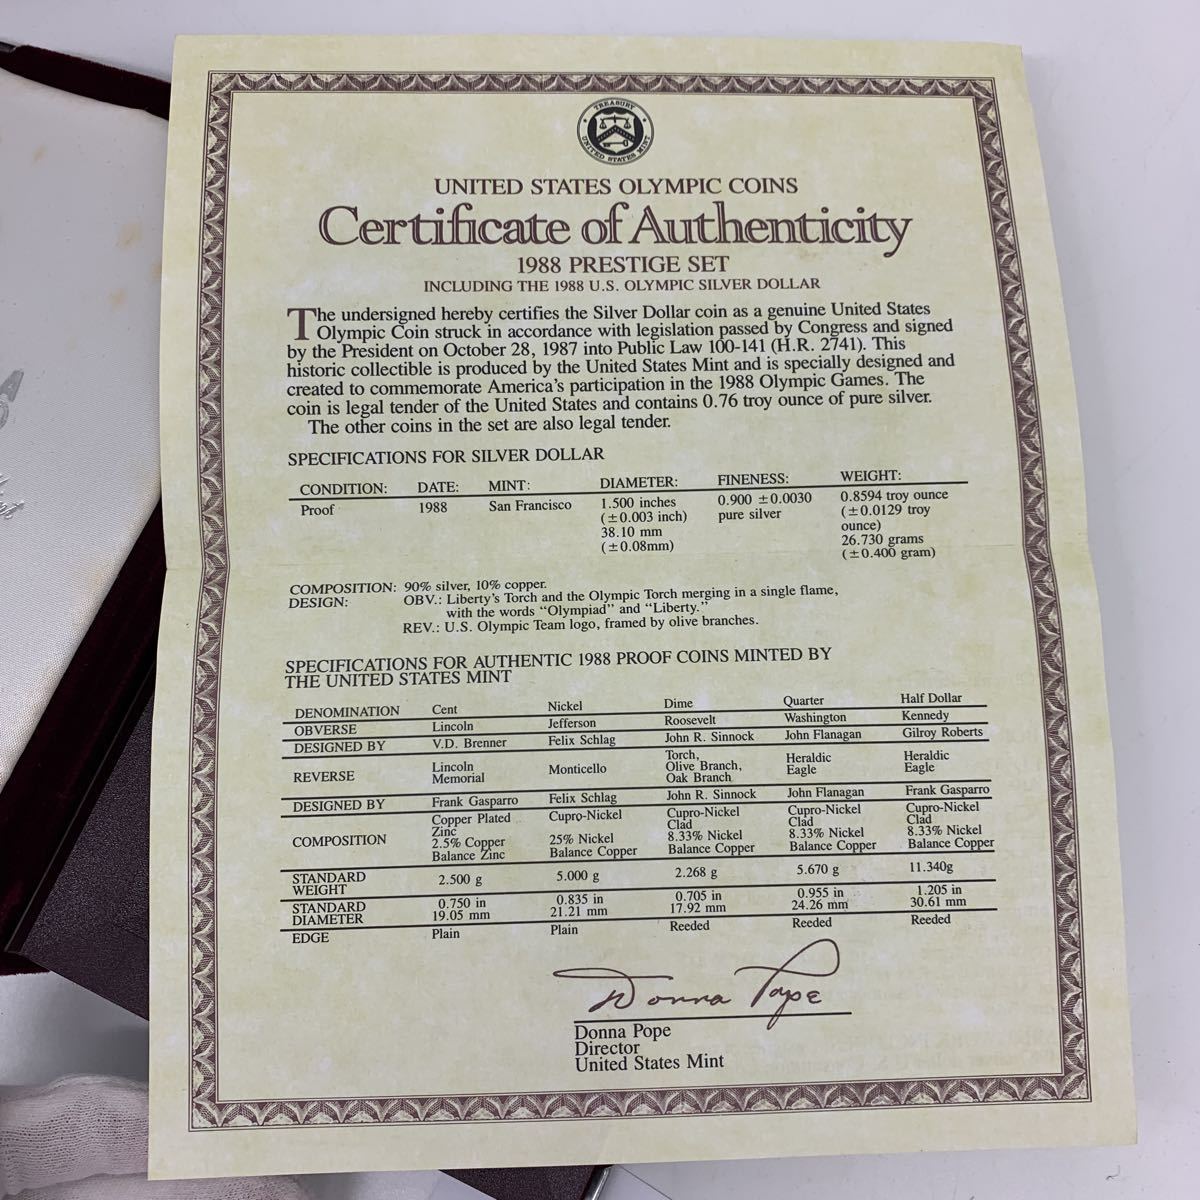 TREASURY
UNITED STATES MINT
UNITED STATES OLYMPIC COINS
Certificate of Authenticity
1988 PRESTIGE SET
INCLUDING THE 1988 U.S. OLYMPIC SILVER DOLLAR
The undersigned hereby certifies the Silver Dollar coin as a genuine United States
Olympic Coin struck in accordance with legislation passed by Congress and signed
by the President on October 28, 1987 into Public Law 100-141 (H.R. 2741). This
historic collectible is produced by the United States Mint and is specially designed and
created to commemorate America's participation in the 1988 Olympic Games. The
coin is legal tender of the United States and contains 0.76 troy ounce of pure silver.
The other coins in the set are also legal tender.
SPECIFICATIONS FOR SILVER DOLLAR
CONDITION: DATE: MINT: DIAMETER: FINENESS: WEIGHT:
Proof 1988 San Francisco 1.500 inches 0.900 ±0.0030 0.8594 troy ounce
(±0.003 inch) pure silver (±0.0129 troy
38.10 mm ounce)
(±0.08mm) 26.730 grams
(±0.400 gram)
COMPOSITION: 90% silver, 10% copper.
DESIGN: OBV.: Liberty's Torch and the Olympic Torch merging in a single flame,
with the words "Olympiad" and "Liberty."
REV.: U.S. Olympic Team logo, framed by olive branches.
SPECIFICATIONS FOR AUTHENTIC 1988 PROOF COINS MINTED BY
THE UNITED STATES MINT
DENOMINATION Cent Nickel Dime Quarter Half Dollar
OBVERSE Lincoln Jefferson Roosevelt Washington Kennedy
DESIGNED BY V.D. Brenner Felix Schlag John R. Sinnock John Flanagan Gilroy Roberts
REVERSE Lincoln Monticello Torch, Heraldic Heraldic
Memorial Olive Branch, Eagle Eagle
Oak Branch
DESIGNED BY Frank Gasparro Felix Schlag John R. Sinnock John Flanagan Frank Gasparro
COMPOSITION Copper Plated Cupro-Nickel Cupro-Nickel Cupro-Nickel Cupro-Nickel
Zinc Clad Clad Clad
2.5% Copper 25% Nickel 8.33% Nickel 8.33% Nickel 8.33% Nickel
Balance Zinc Balance Copper Balance Copper Balance Copper Balance Copper
STANDARD 2.500 g 5.000 g 2.268 g 5.670 g 11.340g
WEIGHT
STANDARD 0.750 in 0.835 in 0.705 in 0.955 in 1.205 in
DIAMETER 19.05 mm 21.21 mm 17.92 mm 24.26 mm 30.61 mm
EDGE Plain Plain Reeded Reeded Reeded
Donna Pope
Donna Pope
Director
United States Mint